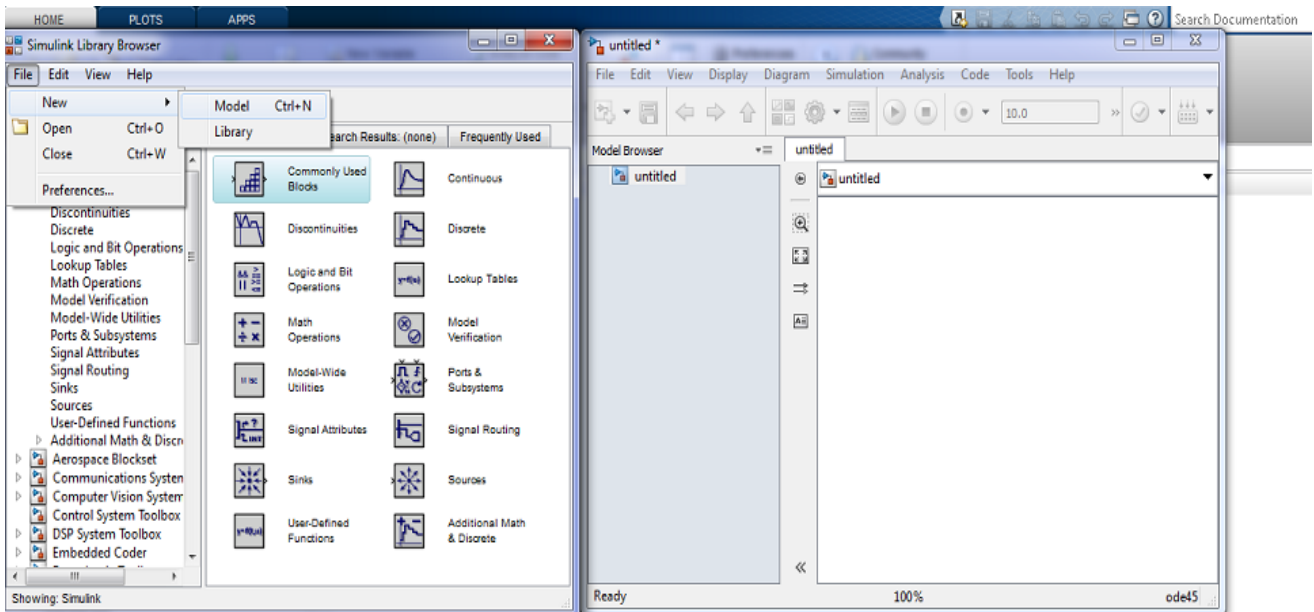 HOME PLOTS APPS
Search Documentation
Simulink Library Browser
File Edit View Help
New
Open Ctrl+O
Close Ctrl+W
Preferences...
Model Ctrl+N
Library
earch Results: (none) Frequently Used
Discontinuities
Discrete
Logic and Bit Operations
Lookup Tables
Math Operations
Model Verification
Model-Wide Utilities
Ports & Subsystems
Signal Attributes
Signal Routing
Sinks
Sources
User-Defined Functions
Additional Math & Discr
Aerospace Blockset
Communications System
Computer Vision System
Control System Toolbox
DSP System Toolbox
Embedded Coder
Commonly Used
Blocks
Continuous
Discontinuities
Discrete
Logic and Bit
Operations
Lookup Tables
Math
Operations
Model
Verification
Model-Wide
Utilities
Ports &
Subsystems
Signal Attributes
Signal Routing
Sinks
Sources
User-Defined
Functions
Additional Math
& Discrete
Showing: Simulink
untitled *
File Edit View Display Diagram Simulation Analysis Code Tools Help
10.0
Model Browser
untitled
untitled
untitled
Ready 100% ode45